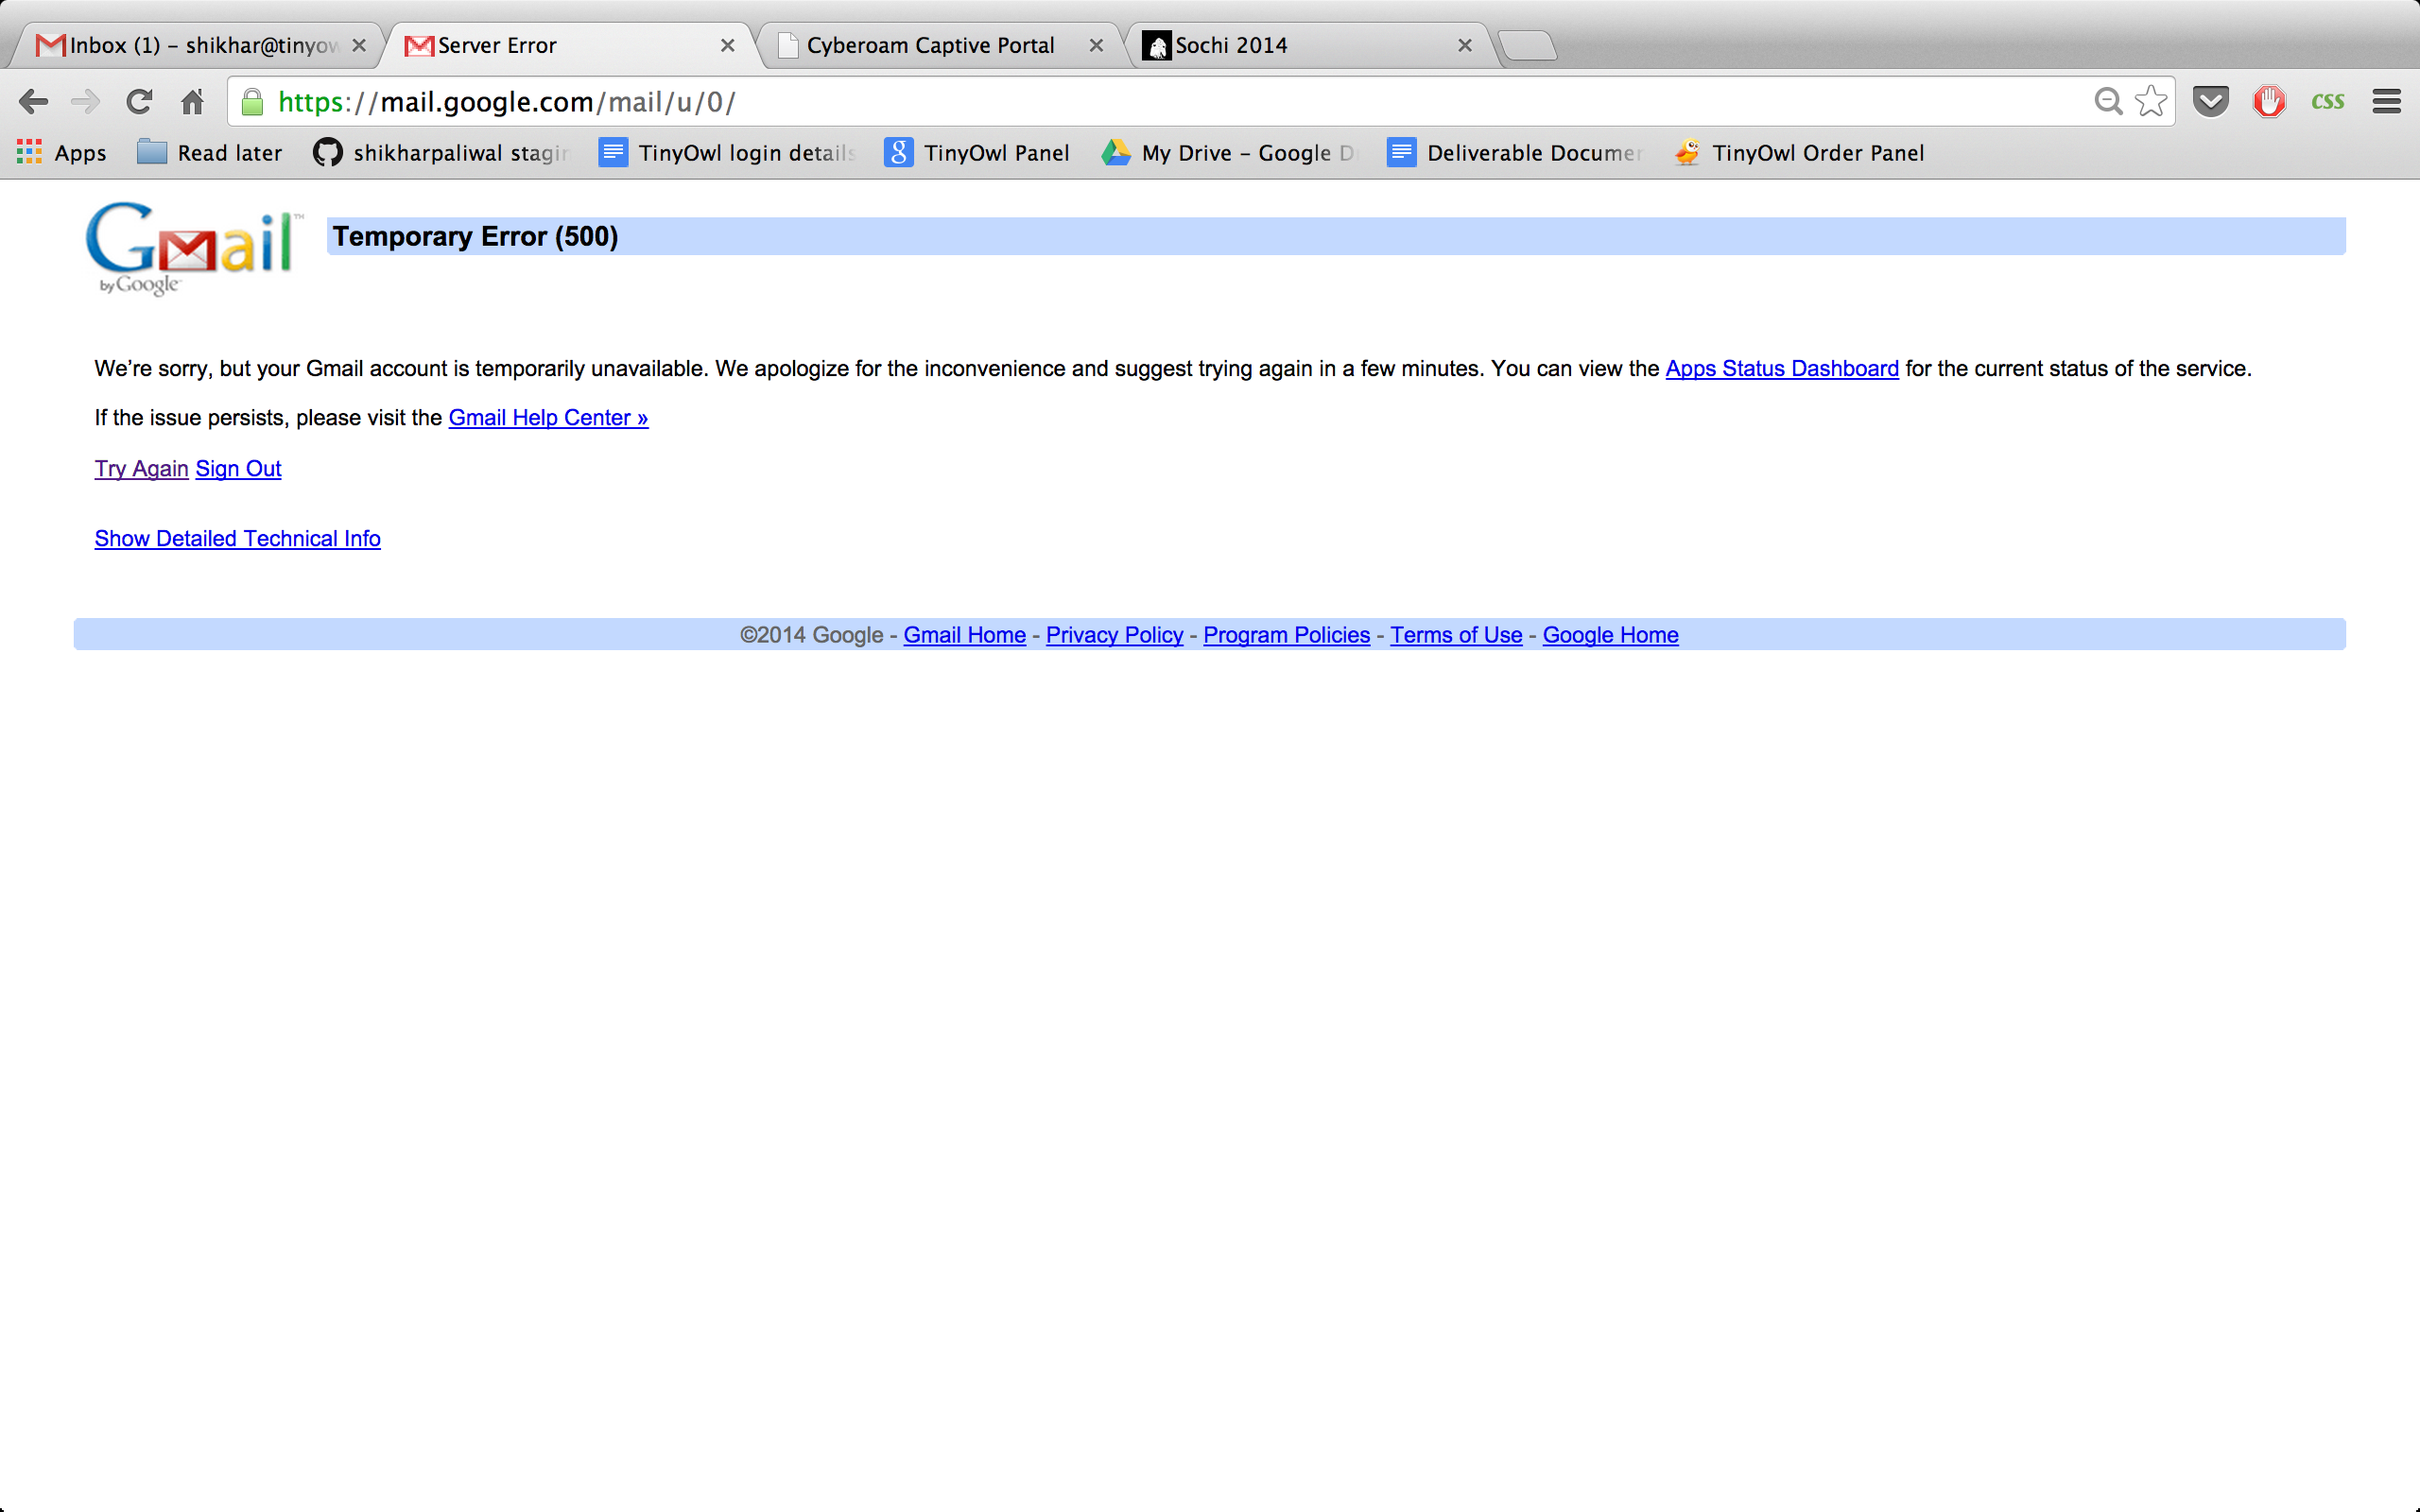 Inbox (1) – shikhar@tinyow
Server Error
Cyberoam Captive Portal
Sochi 2014
https://mail.google.com/mail/u/0/
css
Apps
Read later
shikharpaliwal stagin
TinyOwl login details
TinyOwl Panel
My Drive – Google D
Deliverable Documen
TinyOwl Order Panel
Gmail™
by Google™
Temporary Error (500)
We're sorry, but your Gmail account is temporarily unavailable. We apologize for the inconvenience and suggest trying again in a few minutes. You can view the Apps Status Dashboard for the current status of the service.
If the issue persists, please visit the Gmail Help Center »
Try Again Sign Out
Show Detailed Technical Info
©2014 Google - Gmail Home - Privacy Policy - Program Policies - Terms of Use - Google Home